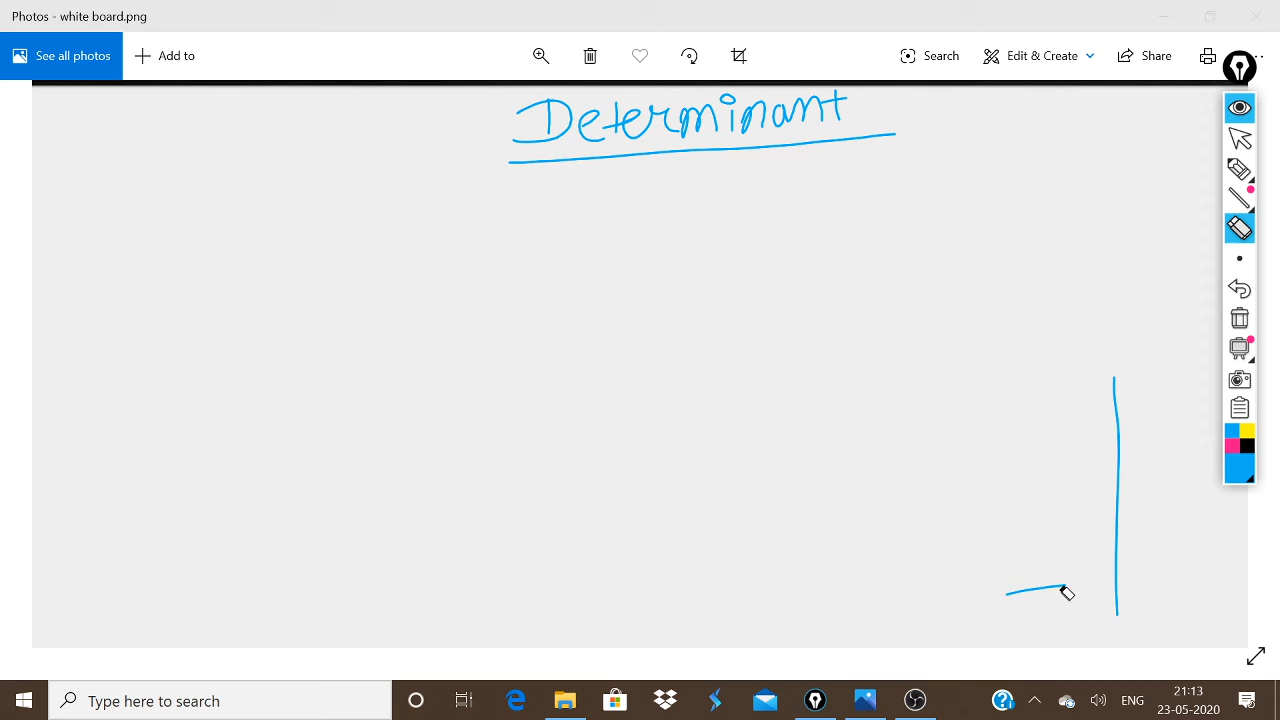 Photos - white board.png
See all photos
Add to
Search
Edit & Create
Share
Determinant
Type here to search
ENG
21:13
23-05-2020